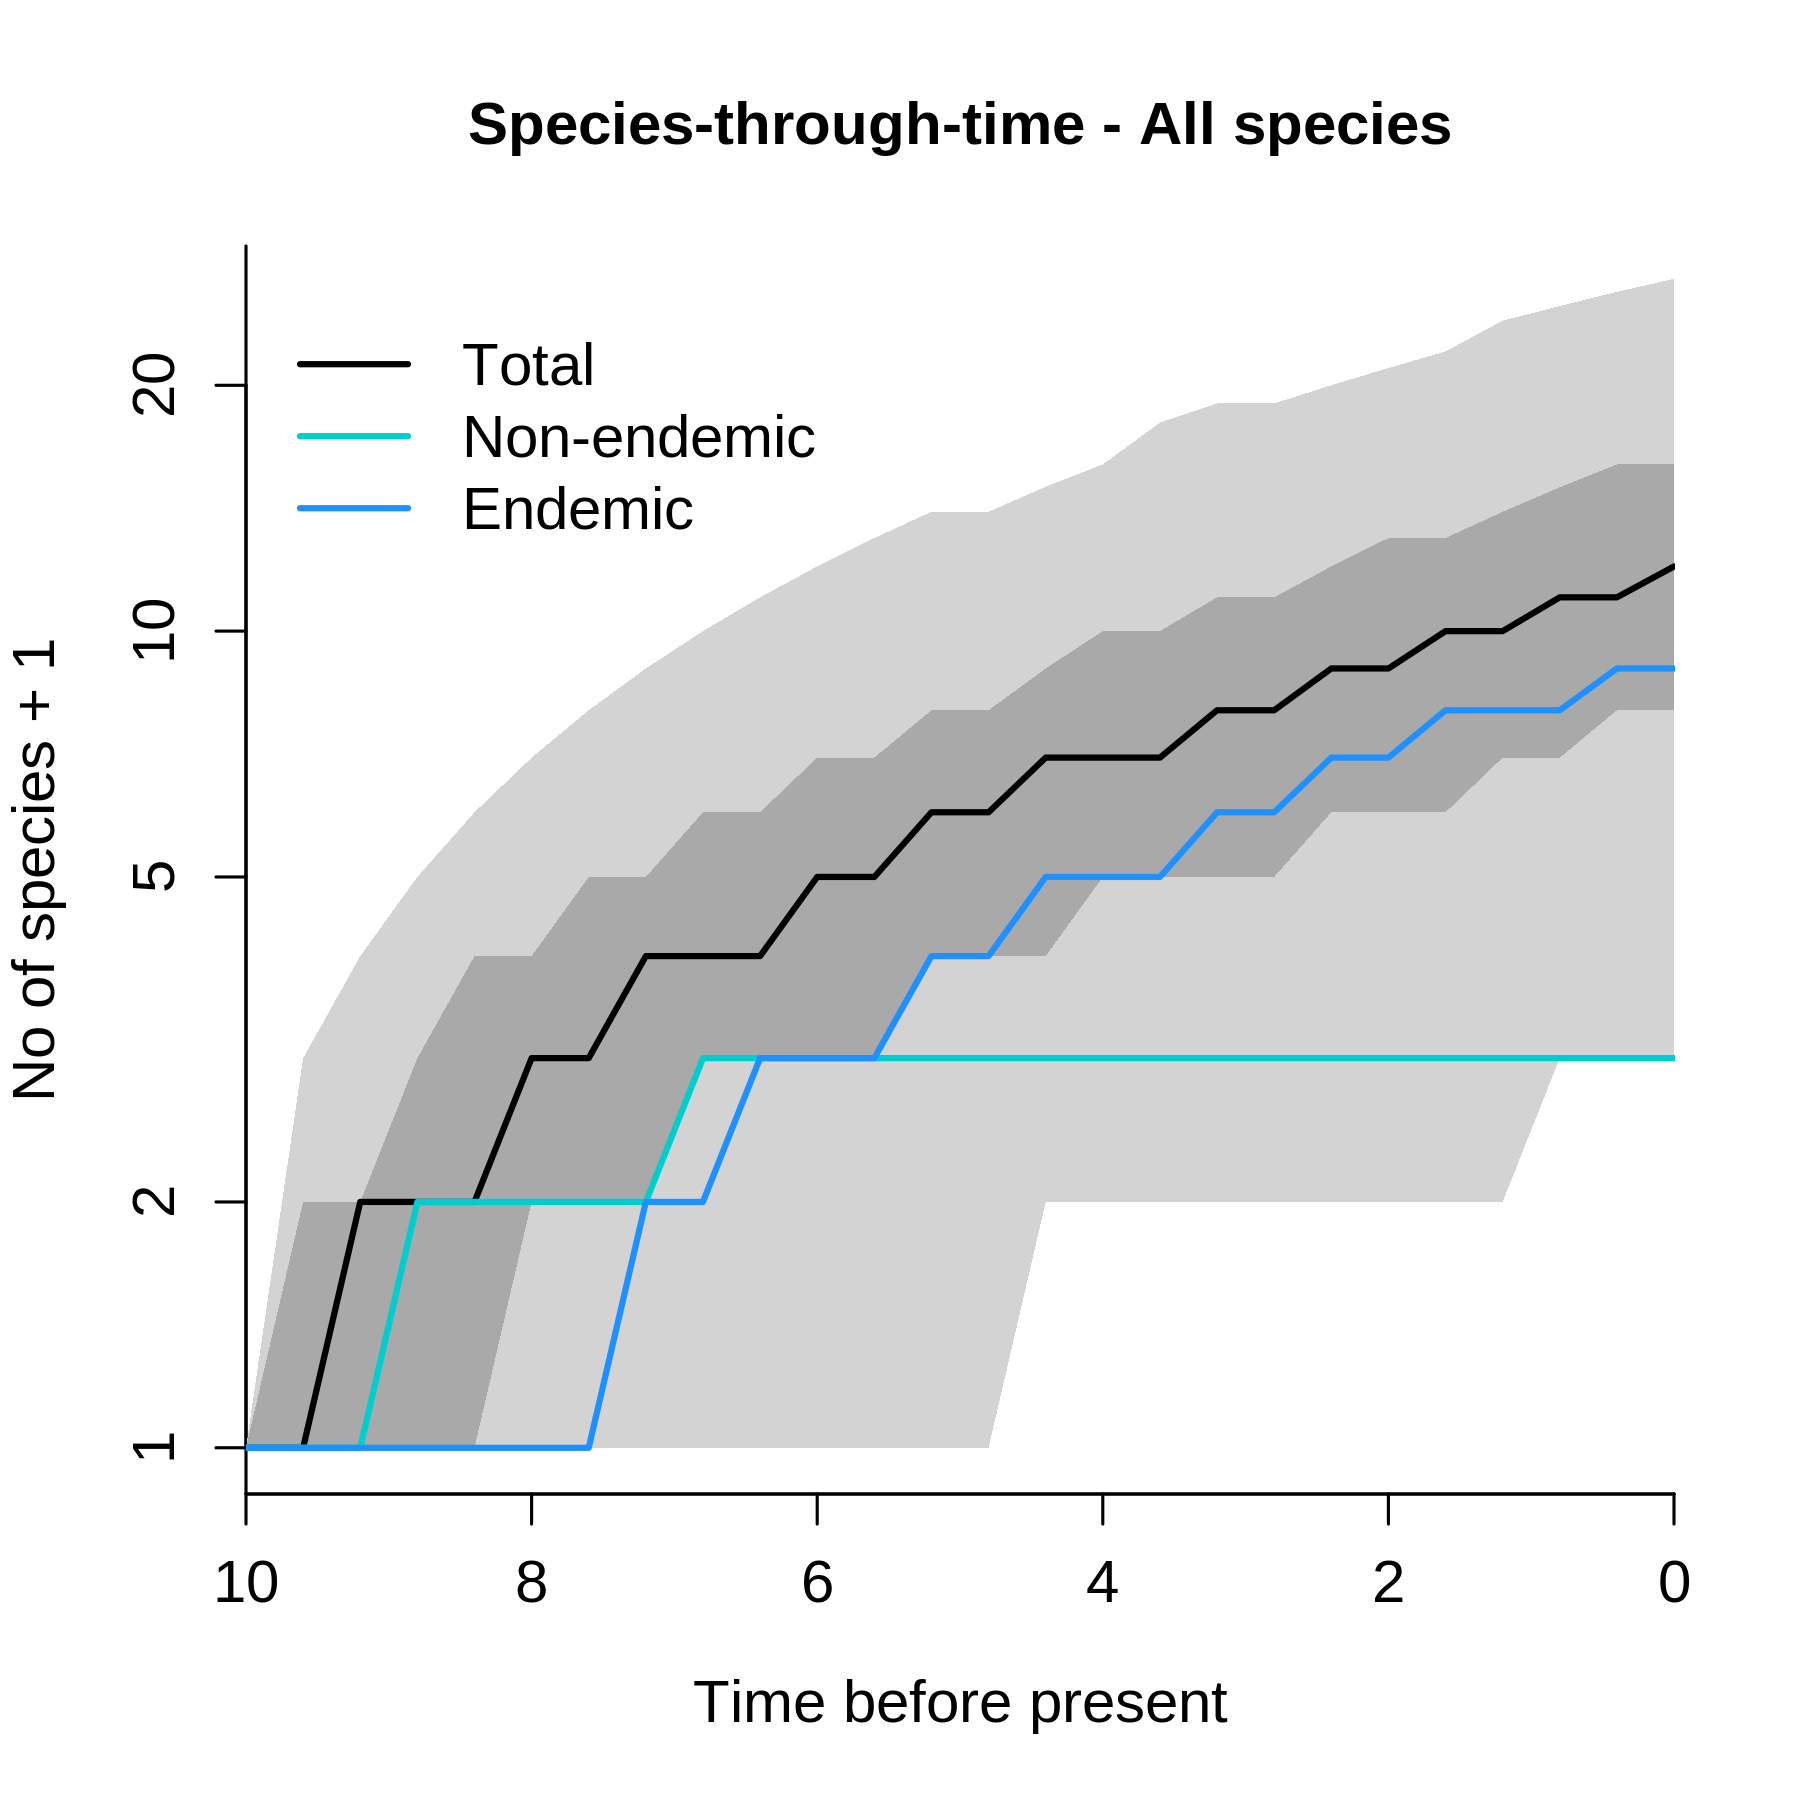 Species-through-time - All species
Total
Non-endemic
Endemic
No of species + 1
20
10
5
2
1
10 8 6 4 2 0
Time before present